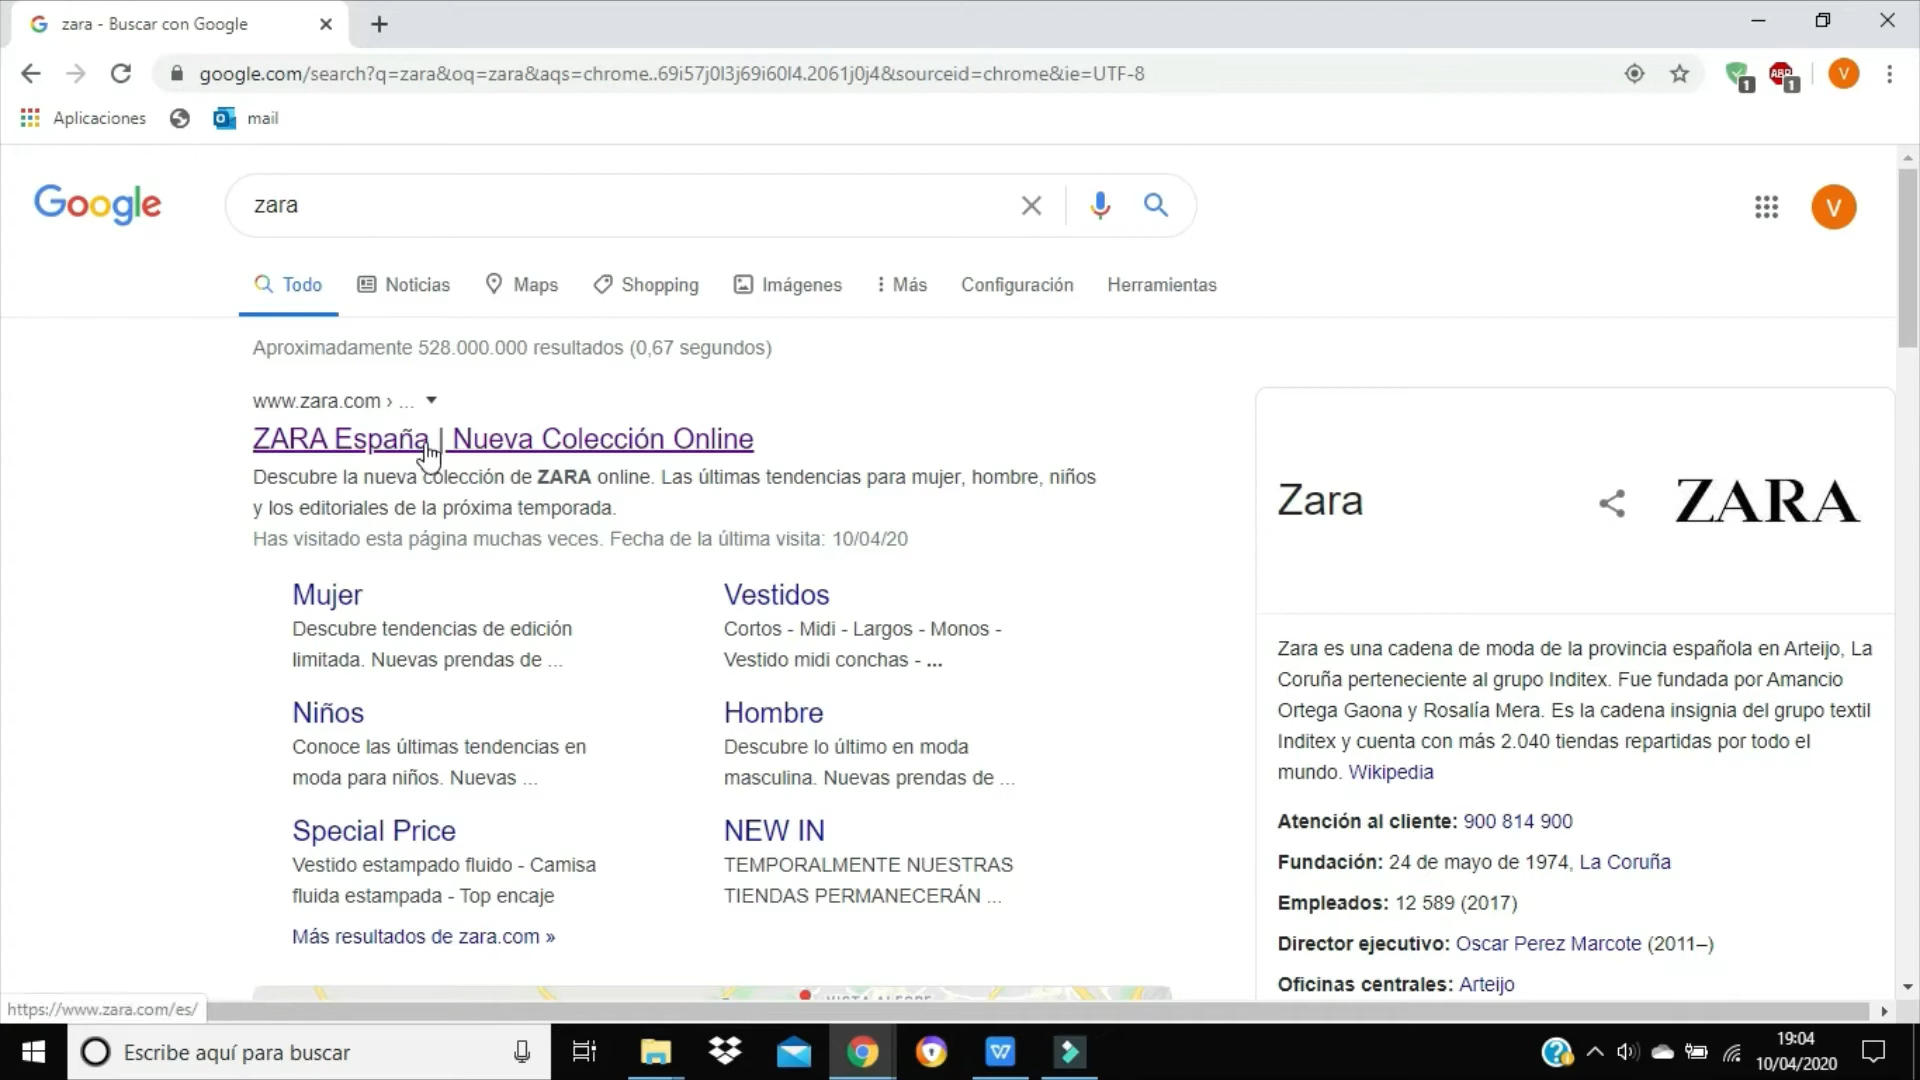 zara - Buscar con Google
google.com/search?q=zara&oq=zara&aqs=chrome..69i57j0l3j69i60l4.2061j0j4&sourceid=chrome&ie=UTF-8
1
ABP
1
V
Aplicaciones
mail
Google
zara
V
Todo
Noticias
Maps
Shopping
Imágenes
Más
Configuración
Herramientas
Aproximadamente 528.000.000 resultados (0,67 segundos)
www.zara.com › ...
ZARA España | Nueva Colección Online
Descubre la nueva colección de ZARA online. Las últimas tendencias para mujer, hombre, niños
y los editoriales de la próxima temporada.
Has visitado esta página muchas veces. Fecha de la última visita: 10/04/20
Mujer
Descubre tendencias de edición
limitada. Nuevas prendas de ...
Vestidos
Cortos - Midi - Largos - Monos -
Vestido midi conchas - ...
Niños
Conoce las últimas tendencias en
moda para niños. Nuevas ...
Hombre
Descubre lo último en moda
masculina. Nuevas prendas de ...
Special Price
Vestido estampado fluido - Camisa
fluida estampada - Top encaje
NEW IN
TEMPORALMENTE NUESTRAS
TIENDAS PERMANECERÁN ...
Más resultados de zara.com »
VISTA ALEGRE
Zara
ZARA
Zara es una cadena de moda de la provincia española en Arteijo, La
Coruña perteneciente al grupo Inditex. Fue fundada por Amancio
Ortega Gaona y Rosalía Mera. Es la cadena insignia del grupo textil
Inditex y cuenta con más 2.040 tiendas repartidas por todo el
mundo. Wikipedia
Atención al cliente: 900 814 900
Fundación: 24 de mayo de 1974, La Coruña
Empleados: 12 589 (2017)
Director ejecutivo: Oscar Perez Marcote (2011–)
Oficinas centrales: Arteijo
https://www.zara.com/es/
Escribe aquí para buscar
19:04
10/04/2020